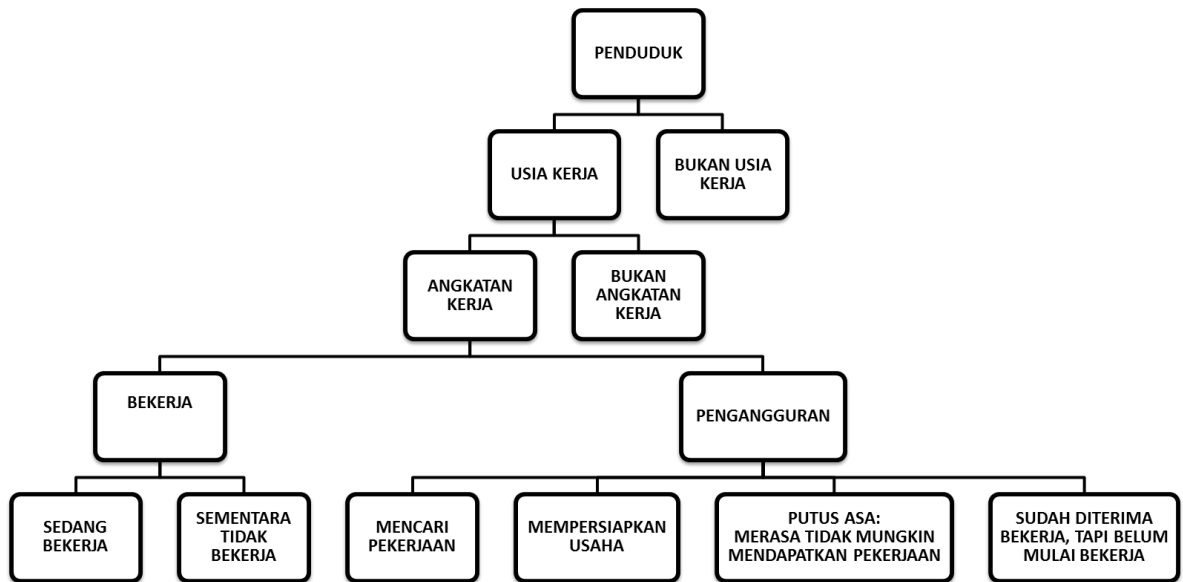 PENDUDUK
USIA KERJA
BUKAN USIA
KERJA
ANGKATAN
KERJA
BUKAN
ANGKATAN
KERJA
BEKERJA
PENGANGGURAN
SEDANG
BEKERJA
SEMENTARA
TIDAK
BEKERJA
MENCARI
PEKERJAAN
MEMPERSIAPKAN
USAHA
PUTUS ASA:
MERASA TIDAK MUNGKIN
MENDAPATKAN PEKERJAAN
SUDAH DITERIMA
BEKERJA, TAPI BELUM
MULAI BEKERJA